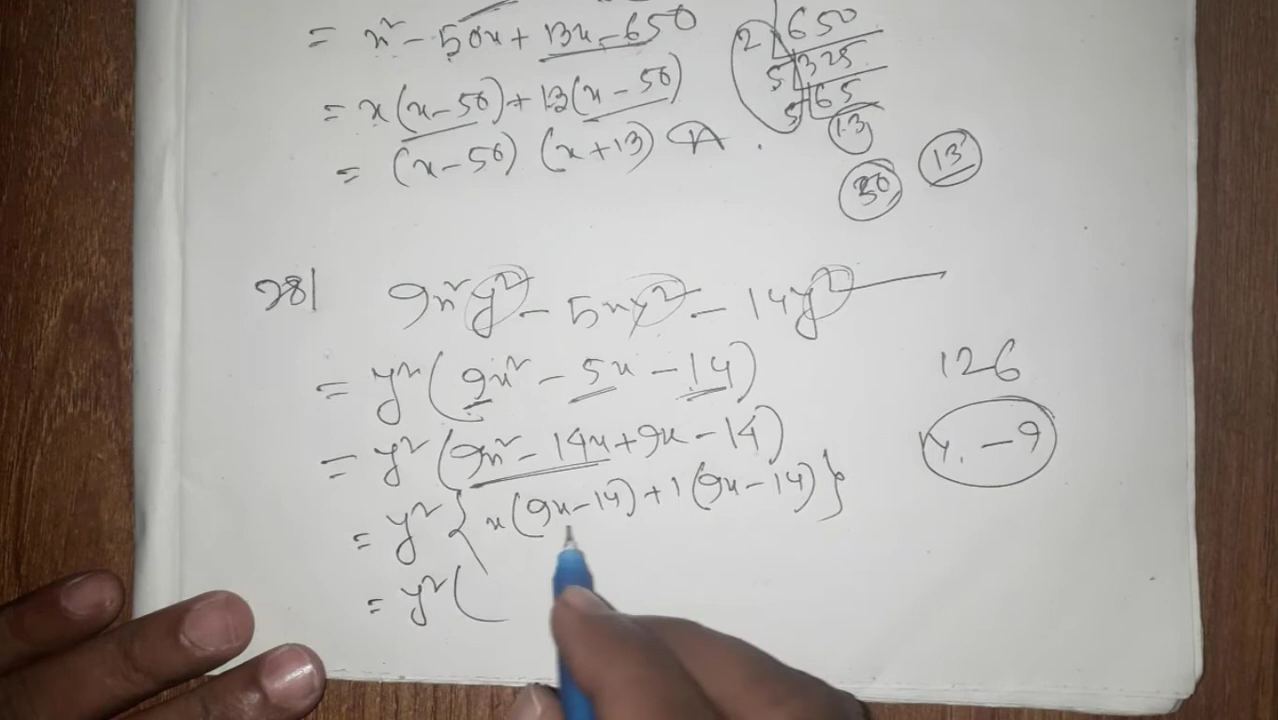 = x² - 50x + 13x - 650
= x(x-50) + 13(x-50)
= (x-50) (x+13) A.
2 650
5 325
5 65
13
50 13
28| 9x²y² - 5xy² - 14y²
= y²(9x² - 5x - 14)
126
= y²(9x² - 14x + 9x - 14)
14. -9
= y²{x(9x-14)+1(9x-14)}
= y²(